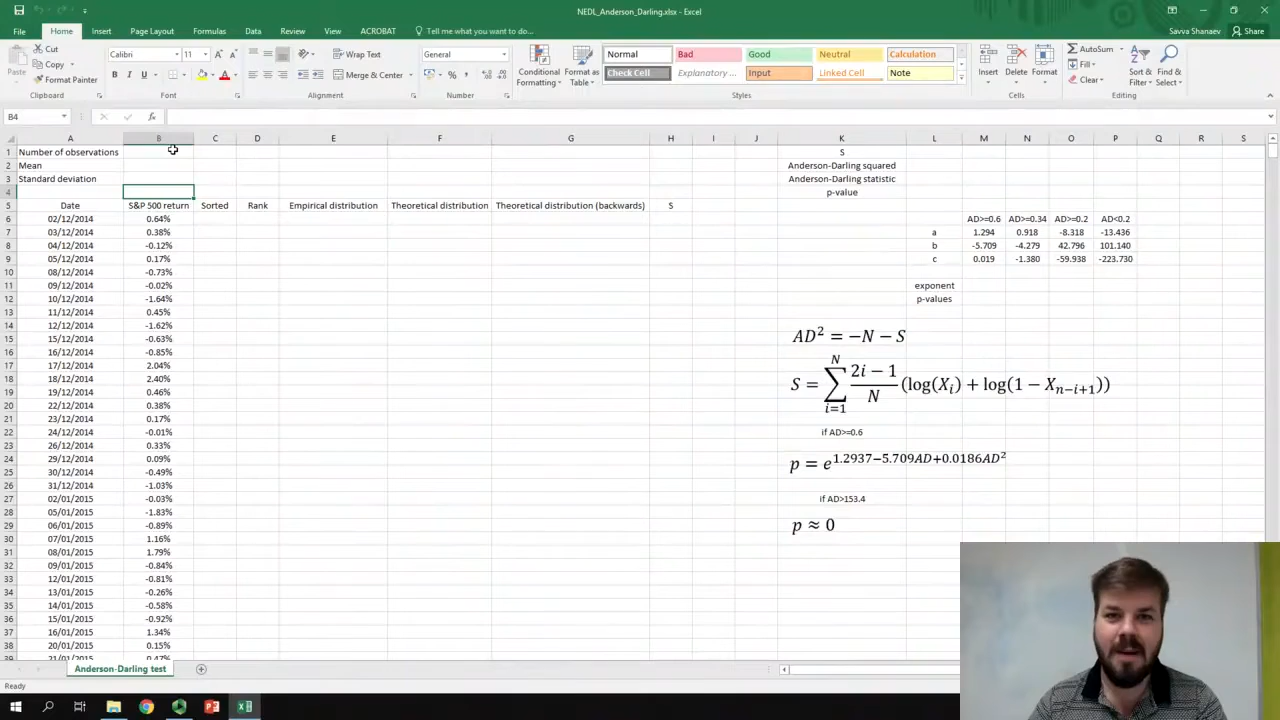 NEDL_Anderson_Darling.xlsx - Excel
File Home Insert Page Layout Formulas Data Review View ACROBAT Tell me what you want to do... Savva Shanaev Share
Paste Cut Copy Format Painter Clipboard
Calibri 11 B I U Font
Wrap Text Merge & Center Alignment
General % Number
Conditional Formatting Format as Table
Normal Bad Good Neutral Calculation
Check Cell Explanatory ... Input Linked Cell Note
Styles
Insert Delete Format Cells
AutoSum Fill Clear Sort & Filter Find & Select Editing
B4 fx
A B C D E F G H I J K L M N O P Q R S
1 Number of observations S
2 Mean Anderson-Darling squared
3 Standard deviation Anderson-Darling statistic
4 p-value
5 Date S&P 500 return Sorted Rank Empirical distribution Theoretical distribution Theoretical distribution (backwards) S
6 02/12/2014 0.64% AD>=0.6 AD>=0.34 AD>=0.2 AD<0.2
7 03/12/2014 0.38% a 1.294 0.918 -8.318 -13.436
8 04/12/2014 -0.12% b -5.709 -4.279 42.796 101.140
9 05/12/2014 0.17% c 0.019 -1.380 -59.938 -223.730
10 08/12/2014 -0.73%
11 09/12/2014 -0.02% exponent
12 10/12/2014 -1.64% p-values
13 11/12/2014 0.45%
14 12/12/2014 -1.62%
15 15/12/2014 -0.63%
16 16/12/2014 -0.85%
17 17/12/2014 2.04%
18 18/12/2014 2.40%
19 19/12/2014 0.46%
20 22/12/2014 0.38%
21 23/12/2014 0.17%
22 24/12/2014 -0.01%
23 26/12/2014 0.33%
24 29/12/2014 0.09%
25 30/12/2014 -0.49%
26 31/12/2014 -1.03%
27 02/01/2015 -0.03%
28 05/01/2015 -1.83%
29 06/01/2015 -0.89%
30 07/01/2015 1.16%
31 08/01/2015 1.79%
32 09/01/2015 -0.84%
33 12/01/2015 -0.81%
34 13/01/2015 -0.26%
35 14/01/2015 -0.58%
36 15/01/2015 -0.92%
37 16/01/2015 1.34%
38 20/01/2015 0.15%
39 21/01/2015 0.47%
AD² = −N − S
S = ∑ i=1 N 2i − 1 / N (log(Xi) + log(1 − Xn−i+1))
if AD>=0.6
p = e^1.2937−5.709AD+0.0186AD²
if AD>153.4
p ≈ 0
Anderson-Darling test
Ready